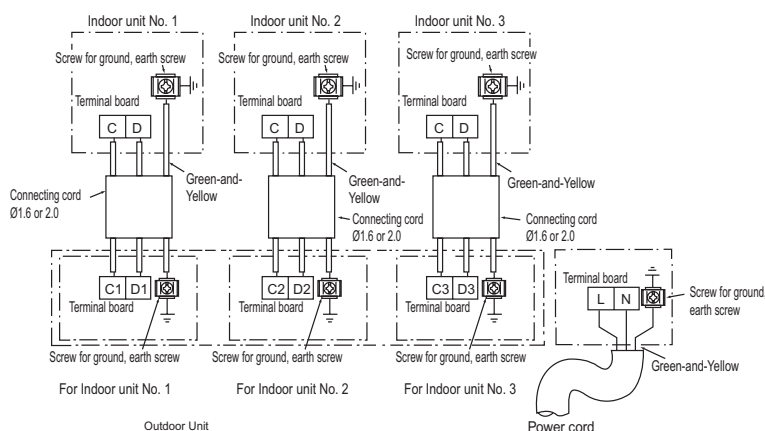 Indoor unit No. 1
Indoor unit No. 2
Indoor unit No. 3
Screw for ground, earth screw
Screw for ground, earth screw
Screw for ground, earth screw
Terminal board
Terminal board
Terminal board
C D
C D
C D
Green-and-
Yellow
Green-and-
Yellow
Green-and-Yellow
Connecting cord
Ø1.6 or 2.0
Connecting cord
Ø1.6 or 2.0
Connecting cord
Ø1.6 or 2.0
C1 D1
C2 D2
C3 D3
Terminal board
Terminal board
Terminal board
Terminal board
L N
Screw for ground,
earth screw
Screw for ground, earth screw
Screw for ground, earth screw
Screw for ground, earth screw
Green-and-Yellow
For Indoor unit No. 1
For Indoor unit No. 2
For Indoor unit No. 3
Outdoor Unit
Power cord